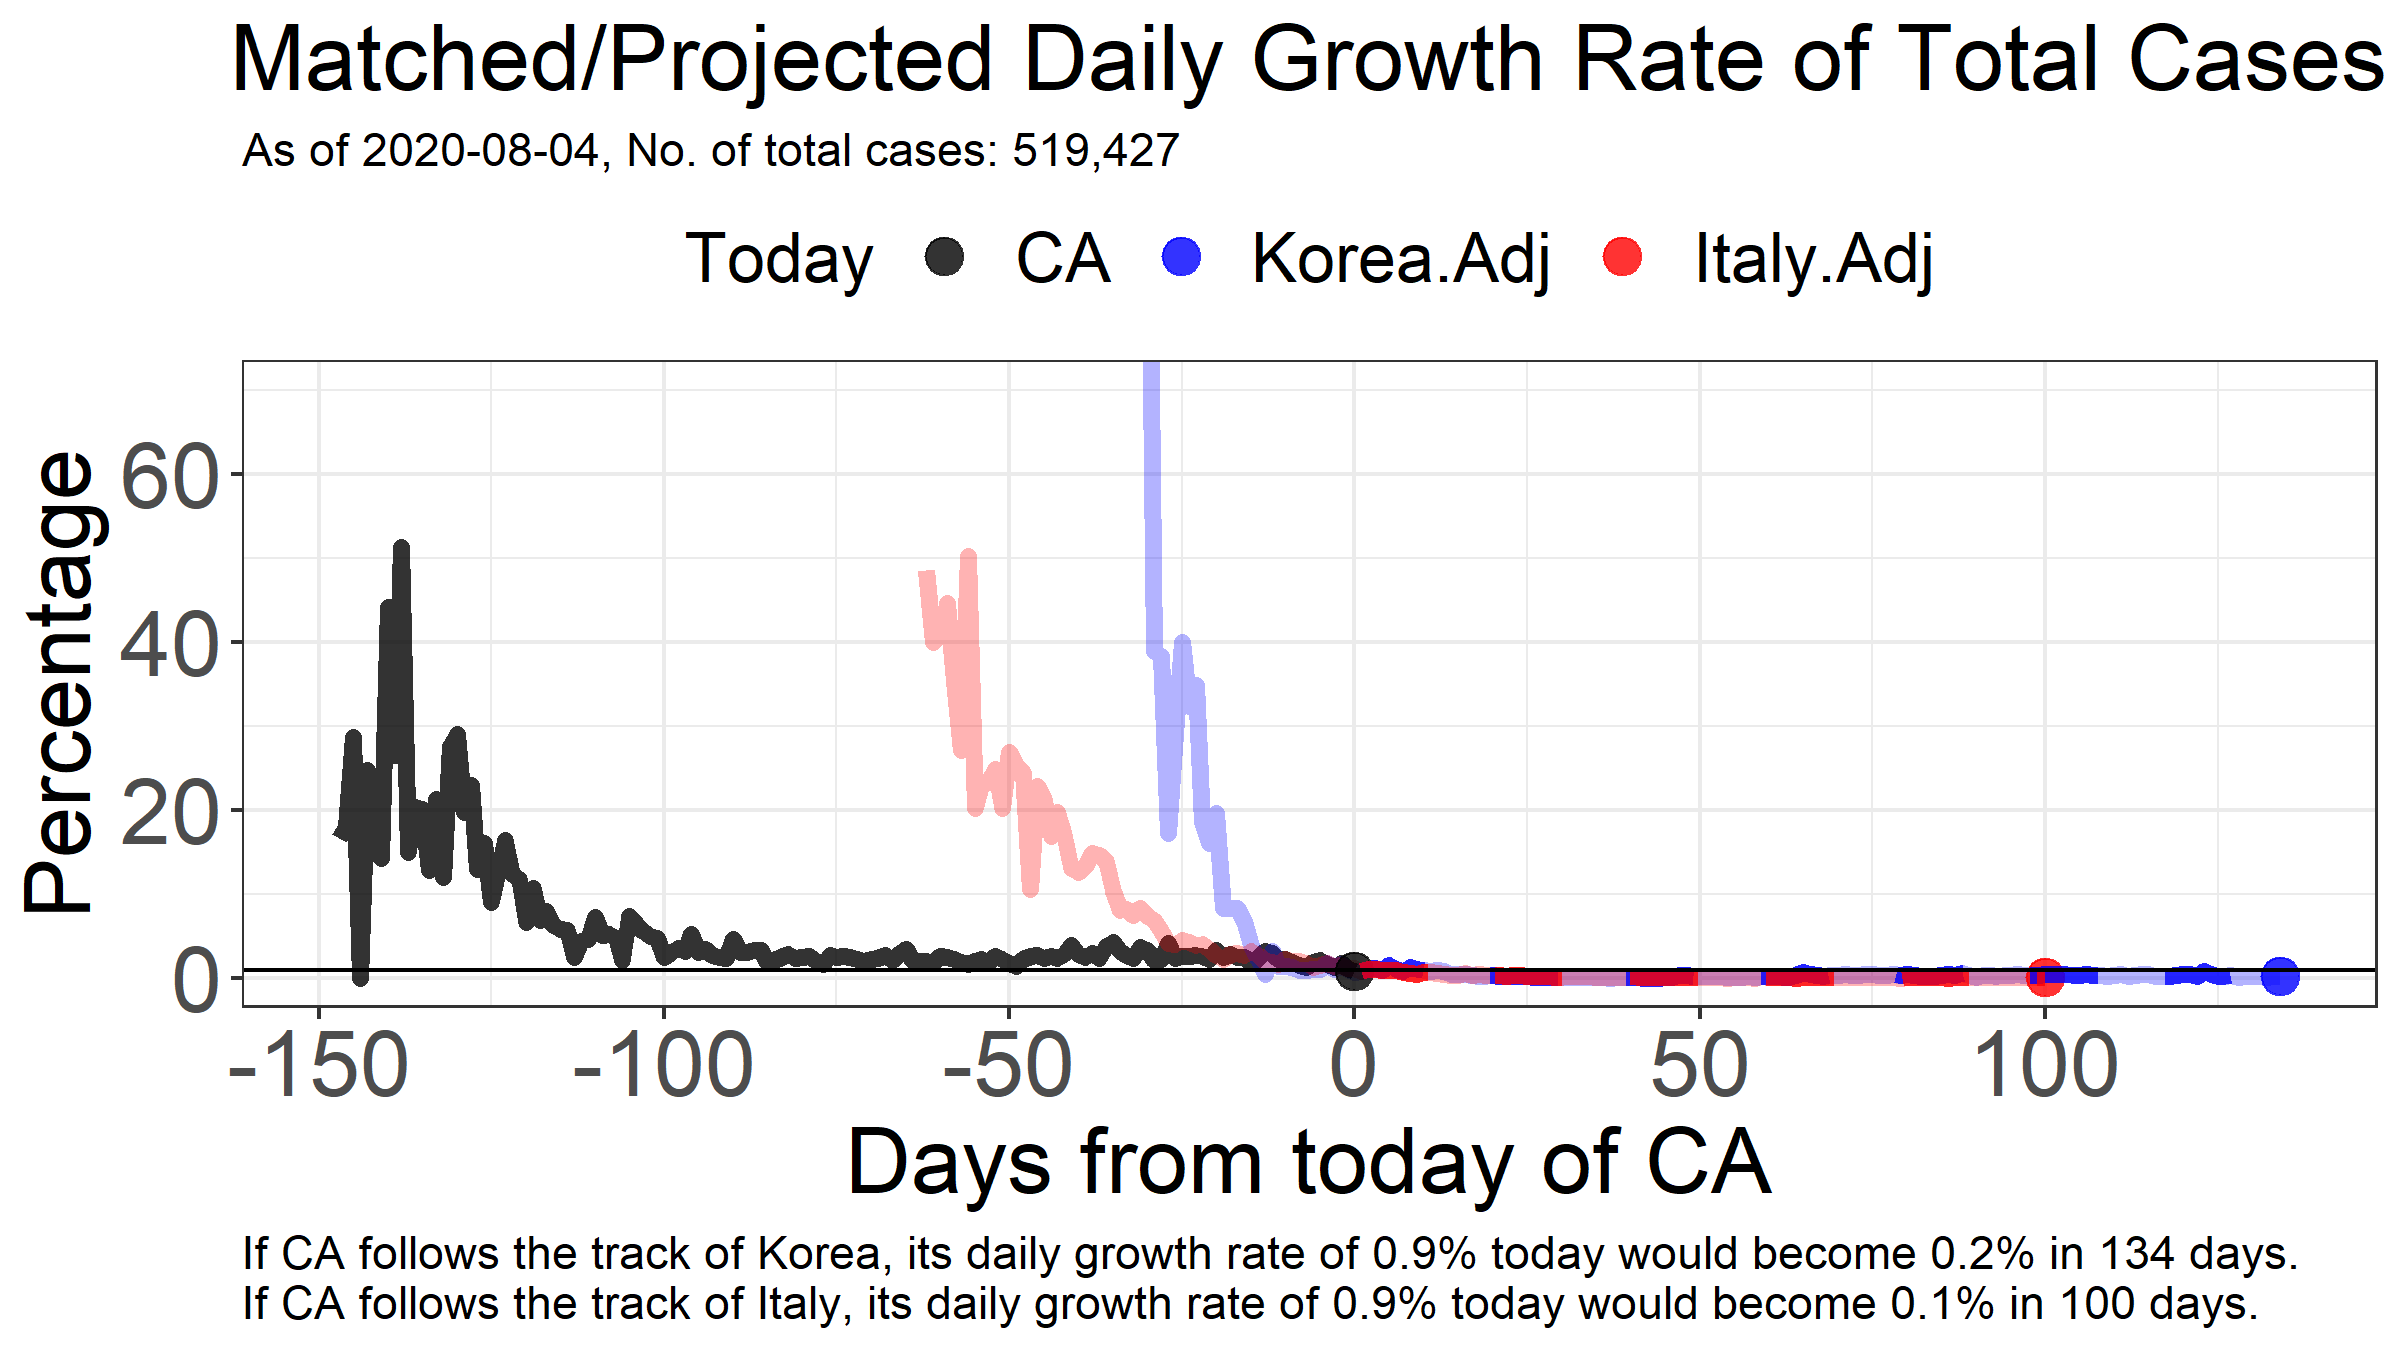 Matched/Projected Daily Growth Rate of Total Cases
As of 2020-08-04, No. of total cases: 519,427
Today CA Korea.Adj Italy.Adj
Percentage
60
40
20
0
-150 -100 -50 0 50 100
Days from today of CA
If CA follows the track of Korea, its daily growth rate of 0.9% today would become 0.2% in 134 days.
If CA follows the track of Italy, its daily growth rate of 0.9% today would become 0.1% in 100 days.